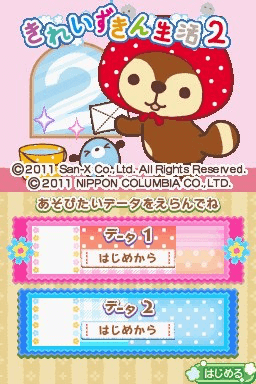 きれいずきん生活2
©2011 San-X Co.,Ltd. All Rights Reserved.
©2011 NIPPON COLUMBIA CO.,LTD.
あそびたいデータをえらんでね
データ 1
はじめから
データ 2
はじめから
はじめる